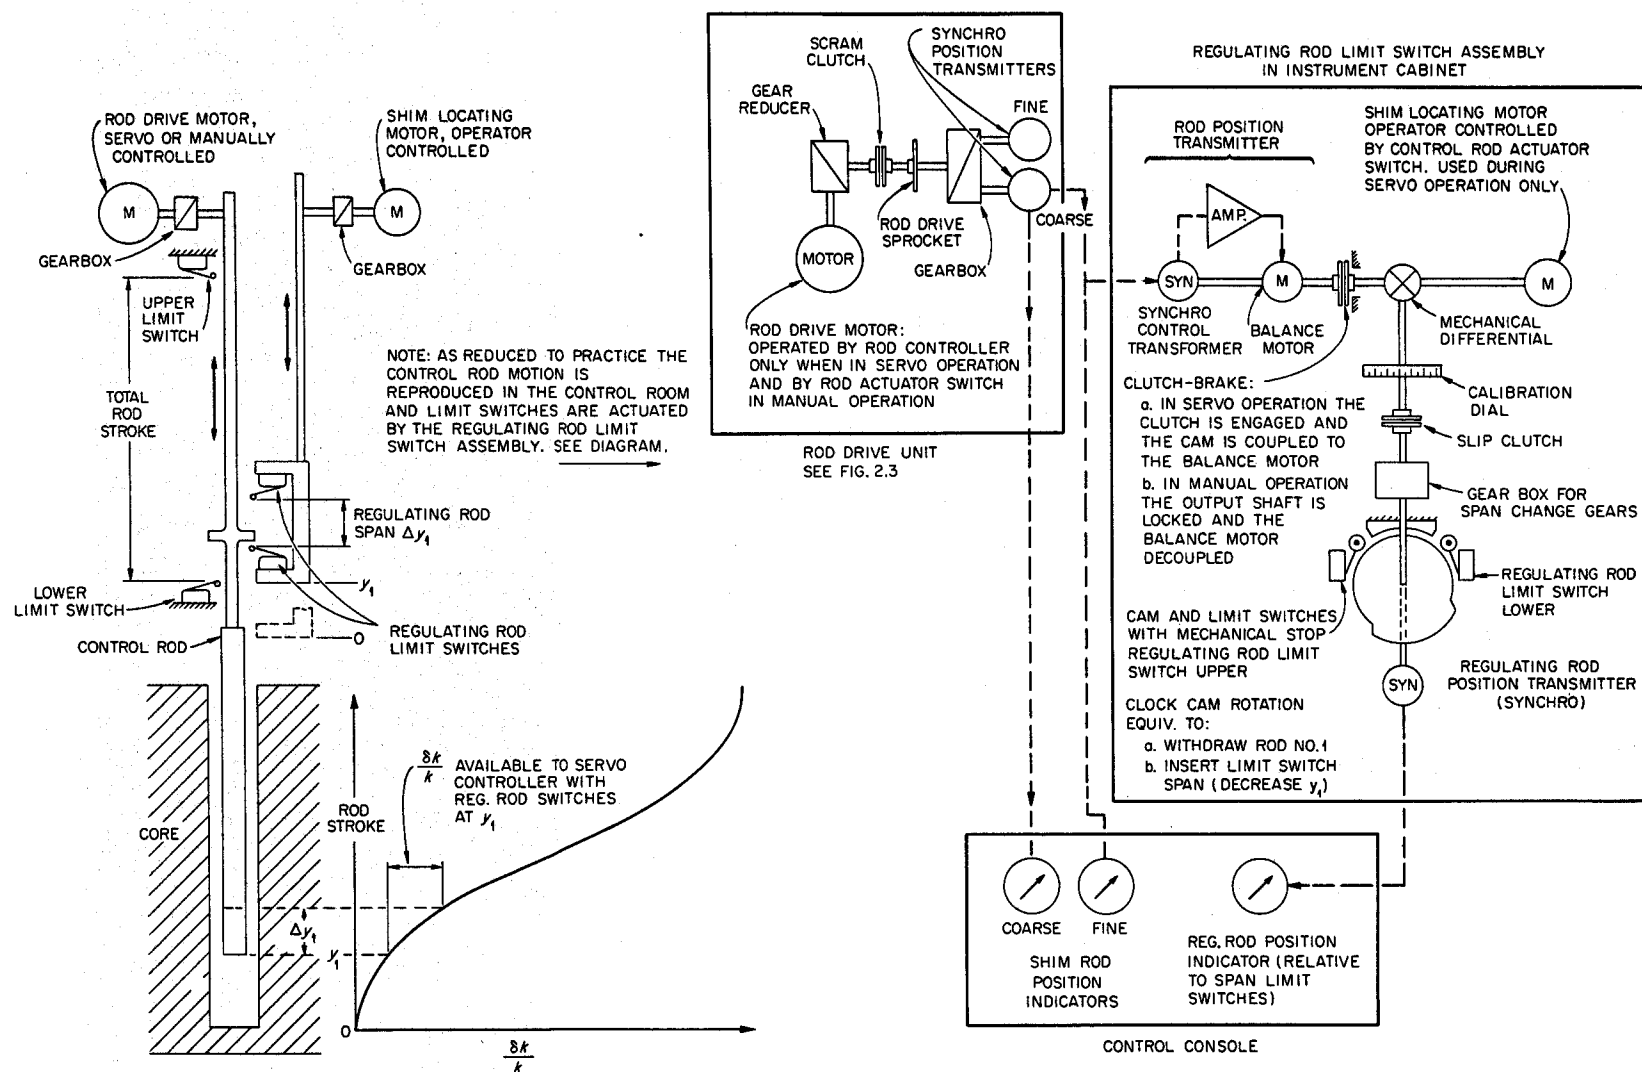 ROD DRIVE MOTOR,
SERVO OR MANUALLY
CONTROLLED
SHIM LOCATING
MOTOR, OPERATOR
CONTROLLED
M
M
GEARBOX
GEARBOX
UPPER
LIMIT
SWITCH
TOTAL
ROD
STROKE
NOTE: AS REDUCED TO PRACTICE THE
CONTROL ROD MOTION IS
REPRODUCED IN THE CONTROL ROOM
AND LIMIT SWITCHES ARE ACTUATED
BY THE REGULATING ROD LIMIT
SWITCH ASSEMBLY. SEE DIAGRAM.
REGULATING ROD
SPAN Δy₁
y₁
LOWER
LIMIT SWITCH
O
REGULATING ROD
LIMIT SWITCHES
CONTROL ROD
CORE
ROD
STROKE
δk/k AVAILABLE TO SERVO
CONTROLLER WITH
REG. ROD SWITCHES
AT y₁
Δy₁
y₁
0
δk/k
SCRAM
CLUTCH
SYNCHRO
POSITION
TRANSMITTERS
GEAR
REDUCER
FINE
COARSE
ROD DRIVE
SPROCKET
GEARBOX
MOTOR
ROD DRIVE MOTOR:
OPERATED BY ROD CONTROLLER
ONLY WHEN IN SERVO OPERATION
AND BY ROD ACTUATOR SWITCH
IN MANUAL OPERATION
ROD DRIVE UNIT
SEE FIG. 2.3
REGULATING ROD LIMIT SWITCH ASSEMBLY
IN INSTRUMENT CABINET
ROD POSITION
TRANSMITTER
SHIM LOCATING MOTOR
OPERATOR CONTROLLED
BY CONTROL ROD ACTUATOR
SWITCH. USED DURING
SERVO OPERATION ONLY
AMP.
SYN
M
M
SYNCHRO
CONTROL
TRANSFORMER
BALANCE
MOTOR
MECHANICAL
DIFFERENTIAL
CLUTCH-BRAKE:
a. IN SERVO OPERATION THE
CLUTCH IS ENGAGED AND
THE CAM IS COUPLED TO
THE BALANCE MOTOR
b. IN MANUAL OPERATION
THE OUTPUT SHAFT IS
LOCKED AND THE
BALANCE MOTOR
DECOUPLED
CALIBRATION
DIAL
SLIP CLUTCH
GEAR BOX FOR
SPAN CHANGE GEARS
REGULATING ROD
LIMIT SWITCH
LOWER
CAM AND LIMIT SWITCHES
WITH MECHANICAL STOP
REGULATING ROD LIMIT
SWITCH UPPER
SYN
REGULATING ROD
POSITION TRANSMITTER
(SYNCHRO)
CLOCK CAM ROTATION
EQUIV. TO:
a. WITHDRAW ROD NO. 1
b. INSERT LIMIT SWITCH
SPAN (DECREASE y₁)
COARSE
FINE
SHIM ROD
POSITION
INDICATORS
REG. ROD POSITION
INDICATOR (RELATIVE
TO SPAN LIMIT
SWITCHES)
CONTROL CONSOLE